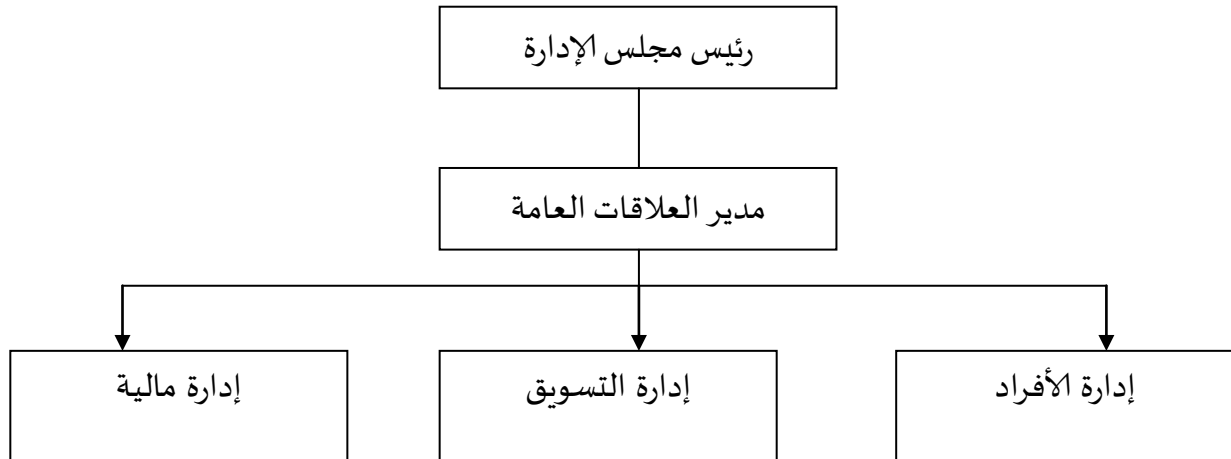 رئيس مجلس الإدارة
مدير العلاقات العامة
إدارة الأفراد
إدارة التسويق
إدارة مالية